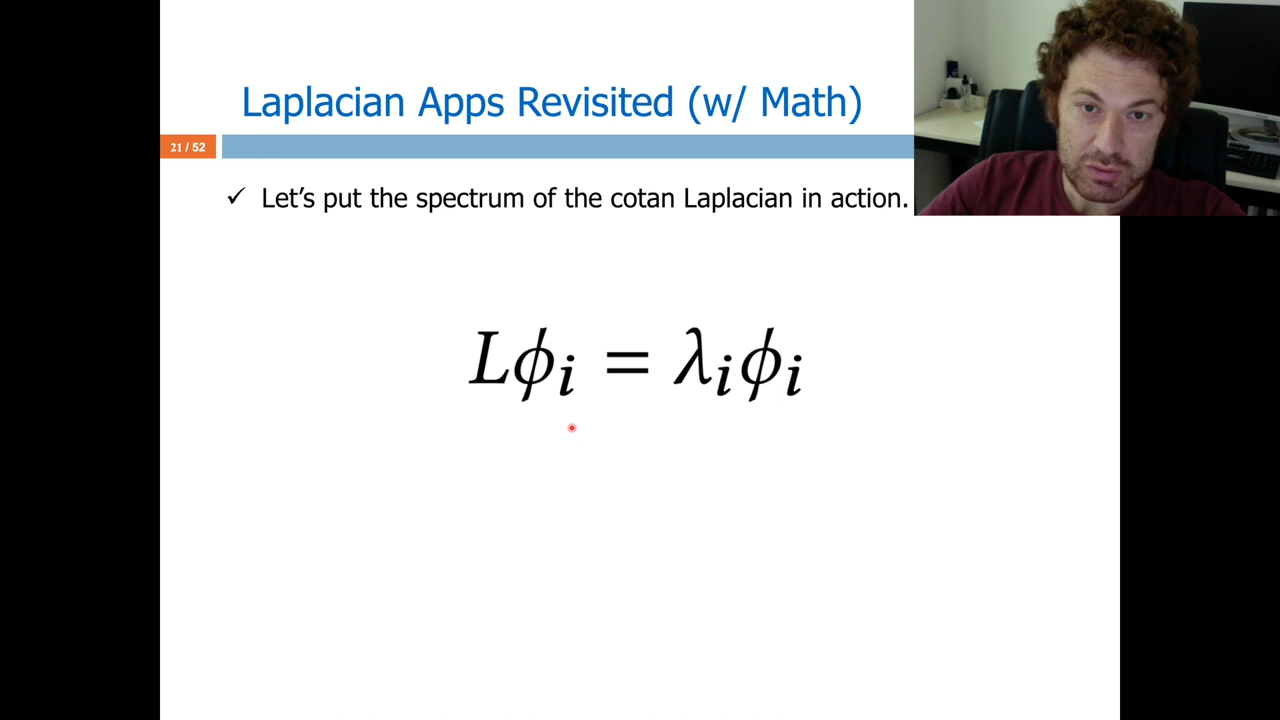 Laplacian Apps Revisited (w/ Math)
21 / 52
✓ Let’s put the spectrum of the cotan Laplacian in action.
Lϕᵢ = λᵢϕᵢ